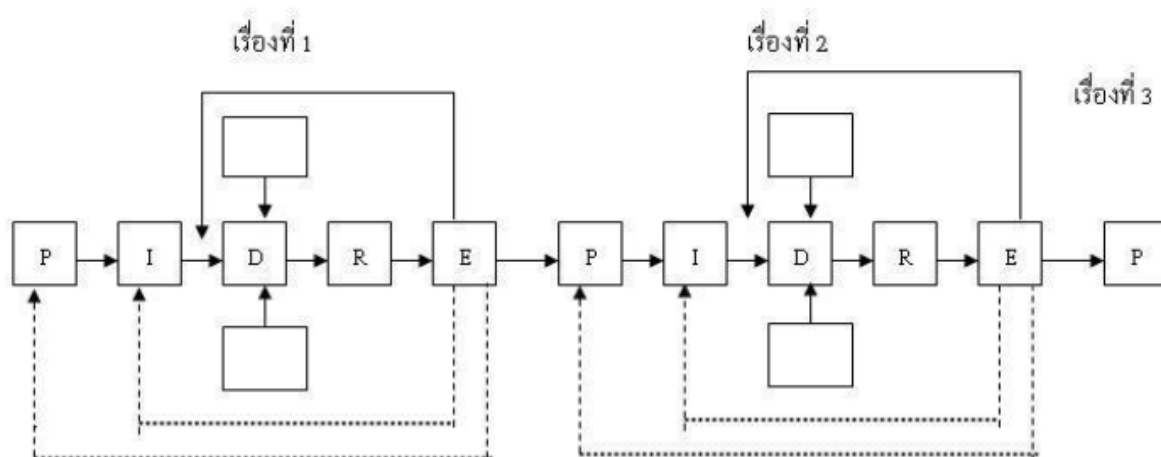 เรื่องที่ 1
เรื่องที่ 2
เรื่องที่ 3
P I D R E P I D R E P